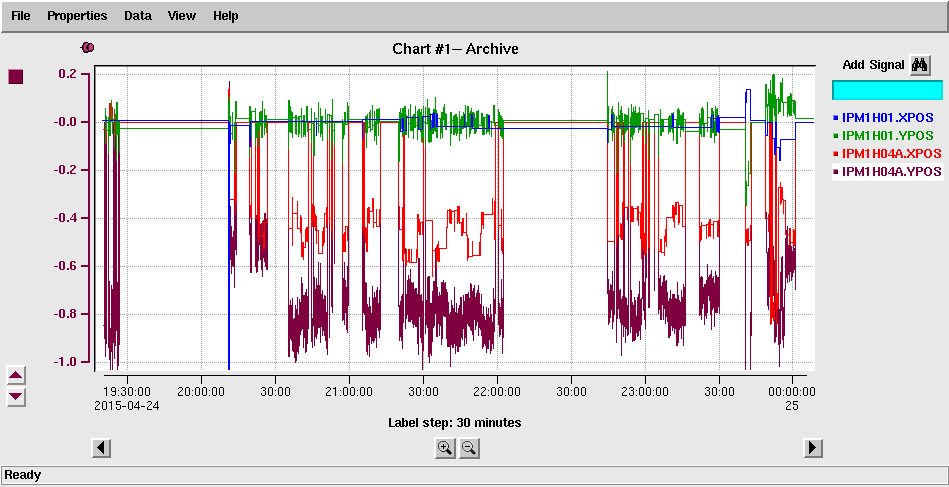 File Properties Data View Help
Chart #1— Archive
Add Signal
0.2
-0.0
-0.2
-0.4
-0.6
-0.8
-1.0
IPM1H01.XPOS
IPM1H01.YPOS
IPM1H04A.XPOS
IPM1H04A.YPOS
19:30:00 20:00:00 30:00 21:00:00 30:00 22:00:00 30:00 23:00:00 30:00 00:00:00
2015-04-24 25
Label step: 30 minutes
Ready